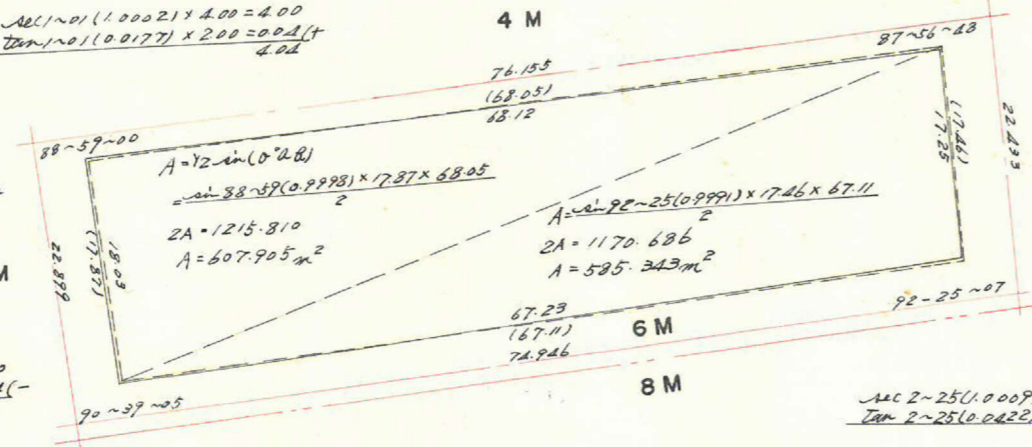 sec 1~01 (1.0002) x 4.00 = 4.00
tan 1~01 (0.0177) x 2.00 = 0.04 (+
4.04
4 M
87~56~43
76.155
(68.05)
68.12
88~59~00
A = 1/2 sin (0° a b)
= sin 88~59 (0.9998) x 17.87 x 68.05
2
2A = 1215.810
A = 607.905 m²
A = sin 92~25 (0.9991) x 17.46 x 67.11
2
2A = 1170.686
A = 585.343 m²
22.899
(17.87)
18.03
M
(17.46)
17.25
22.433
67.23
(67.11)
74.946
6 M
8 M
92-25-07
90~39~05
(-
sec 2~25 (1.0009
Tan 2~25 (0.0422